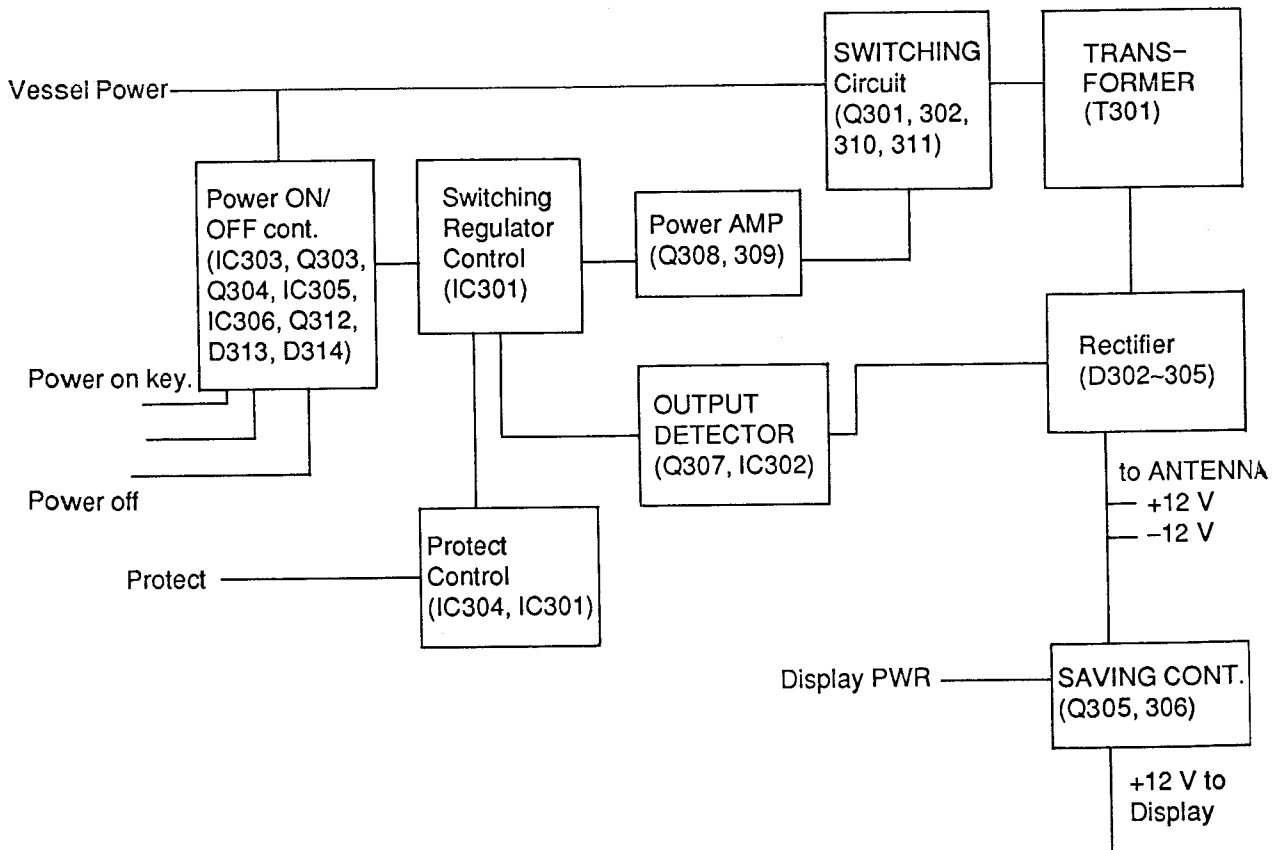 SWITCHING
Circuit
(Q301, 302,
310, 311)
TRANS-
FORMER
(T301)
Vessel Power
Power ON/
OFF cont.
(IC303, Q303,
Q304, IC305,
IC306, Q312,
D313, D314)
Switching
Regulator
Control
(IC301)
Power AMP
(Q308, 309)
Rectifier
(D302~305)
Power on key.
OUTPUT
DETECTOR
(Q307, IC302)
Power off
to ANTENNA
+12 V
–12 V
Protect
Protect
Control
(IC304, IC301)
Display PWR
SAVING CONT.
(Q305, 306)
+12 V to
Display